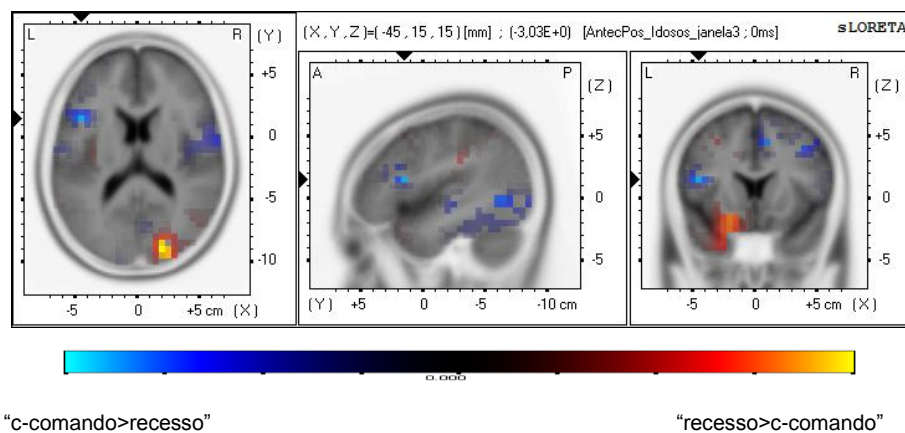 (X,Y,Z)=(-45,15,15)[mm] ; (-3,03E+0) [AntecPos_Idosos_janela3 ; 0ms] sLORETA
L R (Y)
+5
0
-5
-10
-5 0 +5 cm (X)
A P (Z)
+5
0
-5
(Y) 5 0 -5 -10 cm
L R (Z)
+5
0
-5
-5 0 +5 cm (X)
0.000
“c-comando>recesso” “recesso>c-comando”